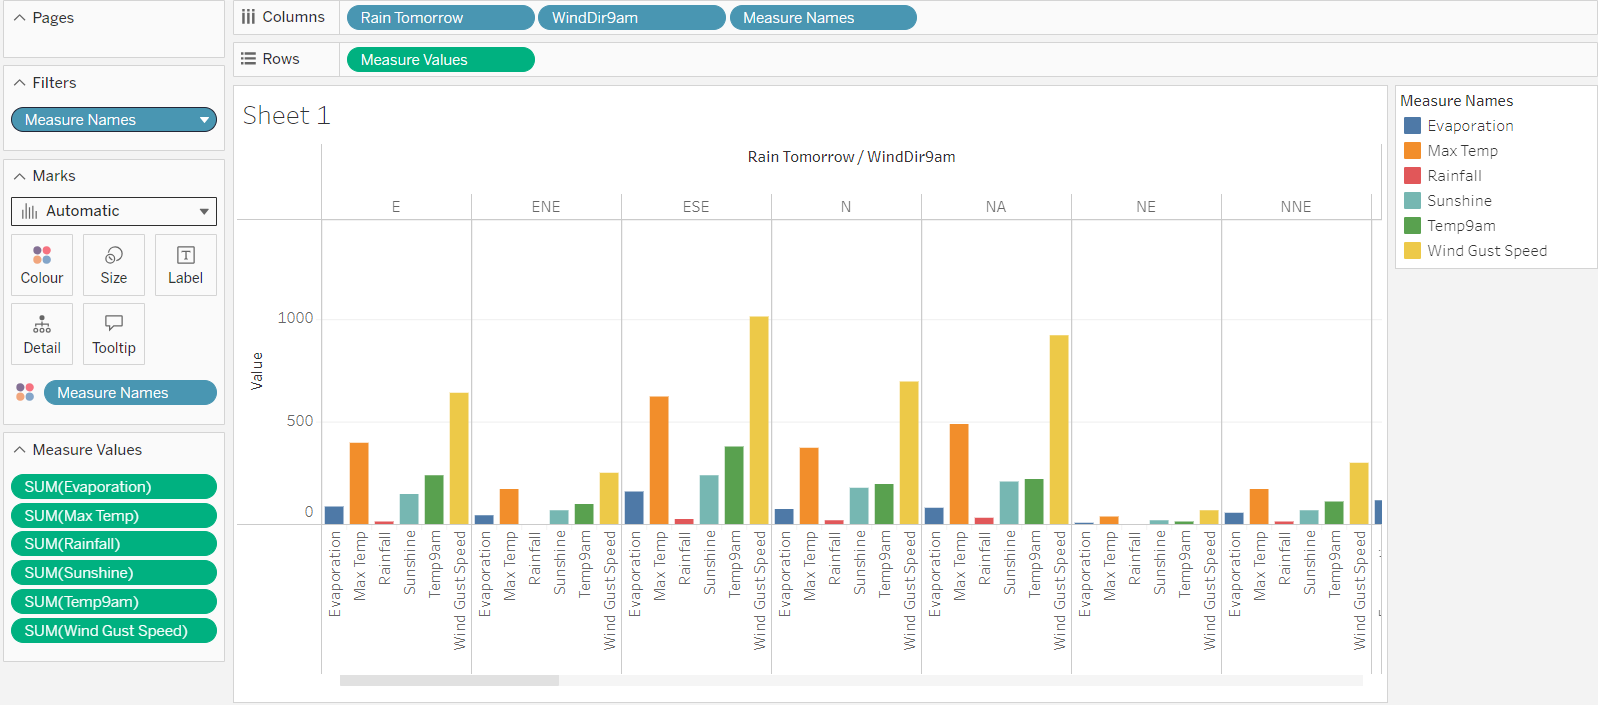 Pages
Columns
Rain Tomorrow
WindDir9am
Measure Names
Rows
Measure Values
Filters
Measure Names
Marks
Automatic
Colour
Size
Label
Detail
Tooltip
Measure Names
Measure Values
SUM(Evaporation)
SUM(Max Temp)
SUM(Rainfall)
SUM(Sunshine)
SUM(Temp9am)
SUM(Wind Gust Speed)
Sheet 1
Rain Tomorrow / WindDir9am
E
ENE
ESE
N
NA
NE
NNE
Value
1000
500
0
Evaporation
Max Temp
Rainfall
Sunshine
Temp9am
Wind Gust Speed
Evaporation
Max Temp
Rainfall
Sunshine
Temp9am
Wind Gust Speed
Evaporation
Max Temp
Rainfall
Sunshine
Temp9am
Wind Gust Speed
Evaporation
Max Temp
Rainfall
Sunshine
Temp9am
Wind Gust Speed
Evaporation
Max Temp
Rainfall
Sunshine
Temp9am
Wind Gust Speed
Evaporation
Max Temp
Rainfall
Sunshine
Temp9am
Wind Gust Speed
Evaporation
Max Temp
Rainfall
Sunshine
Temp9am
Wind Gust Speed
Measure Names
Evaporation
Max Temp
Rainfall
Sunshine
Temp9am
Wind Gust Speed